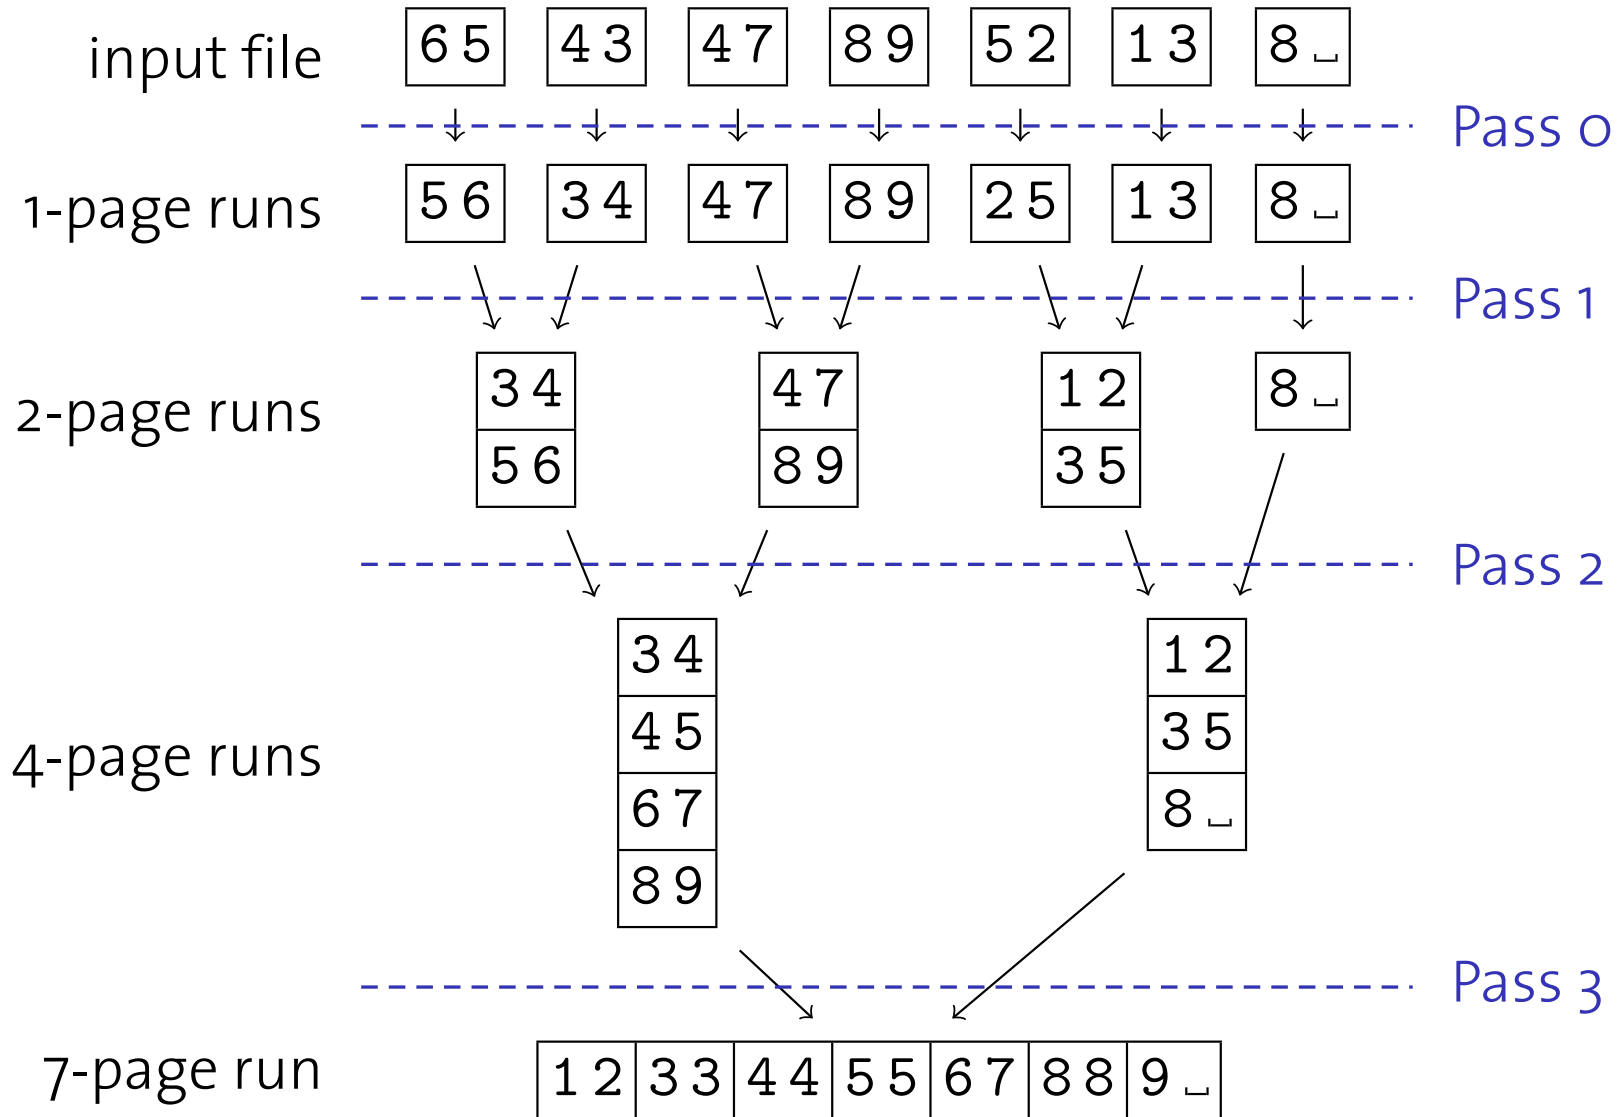 input file 6 5 4 3 4 7 8 9 5 2 1 3 8 ␣
Pass 0
1-page runs 5 6 3 4 4 7 8 9 2 5 1 3 8 ␣
Pass 1
2-page runs 3 4 4 7 1 2 8 ␣
5 6 8 9 3 5
Pass 2
3 4 1 2
4 5 3 5
4-page runs
6 7 8 ␣
8 9
Pass 3
7-page run 1 2 3 3 4 4 5 5 6 7 8 8 9 ␣